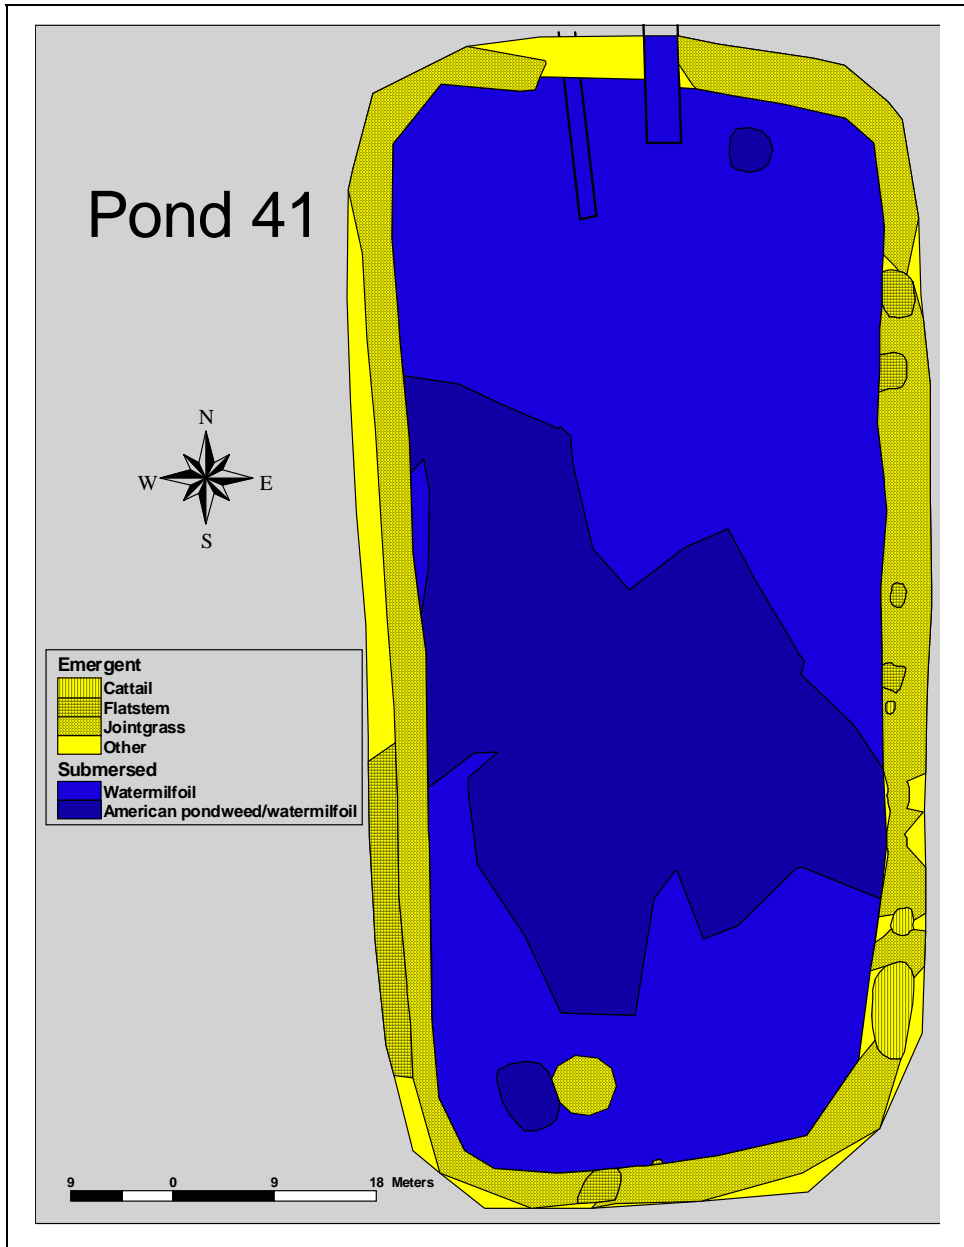 Pond 41
N
W E
S
Emergent
Cattail
Flatstem
Jointgrass
Other
Submersed
Watermilfoil
American pondweed/watermilfoil
9 0 9 18 Meters